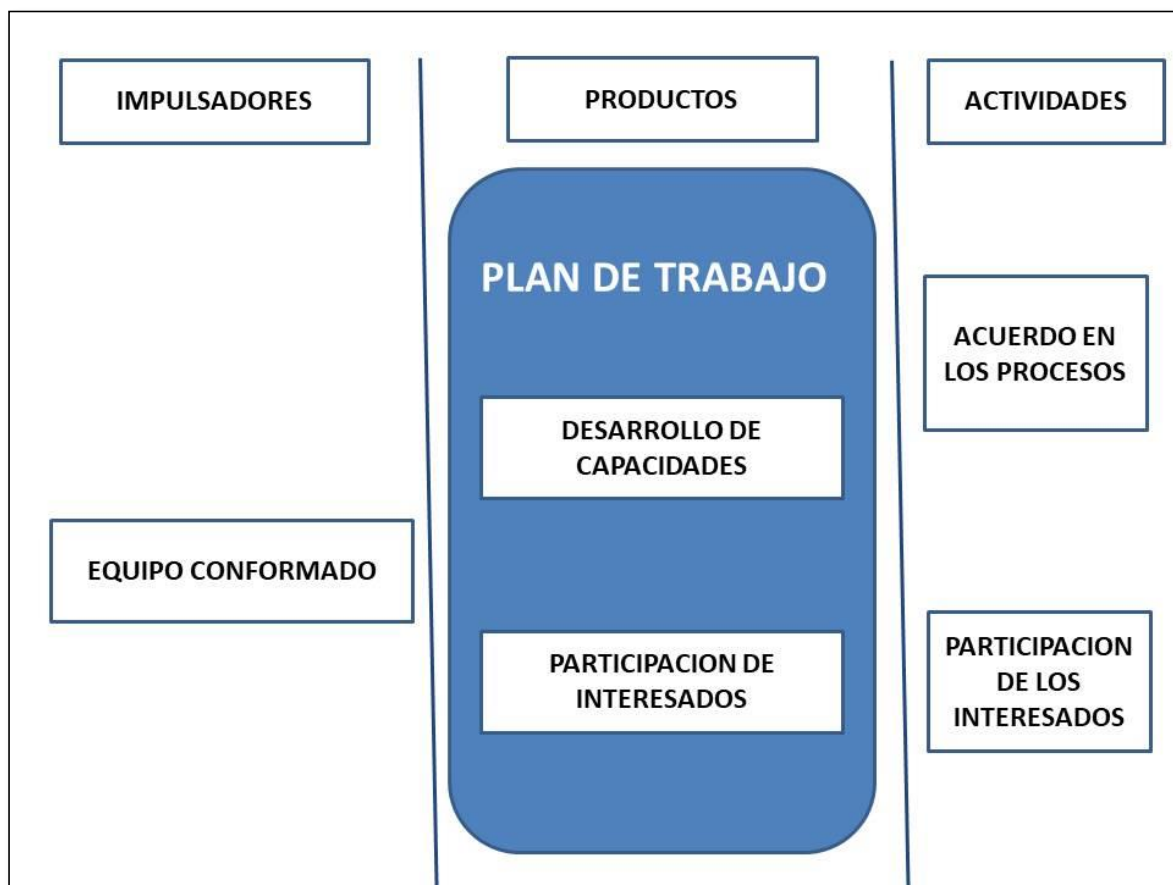 IMPULSADORES
PRODUCTOS
ACTIVIDADES
PLAN DE TRABAJO
ACUERDO EN
LOS PROCESOS
DESARROLLO DE
CAPACIDADES
EQUIPO CONFORMADO
PARTICIPACION DE
INTERESADOS
PARTICIPACION
DE LOS
INTERESADOS